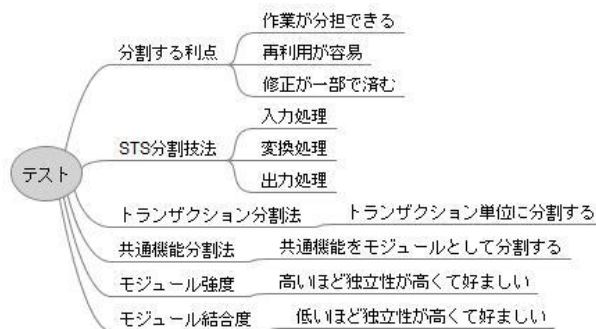 テスト
分割する利点
作業が分担できる
再利用が容易
修正が一部で済む
STS分割技法
入力処理
変換処理
出力処理
トランザクション分割法
トランザクション単位に分割する
共通機能分割法
共通機能をモジュールとして分割する
モジュール強度
高いほど独立性が高くて好ましい
モジュール結合度
低いほど独立性が高くて好ましい